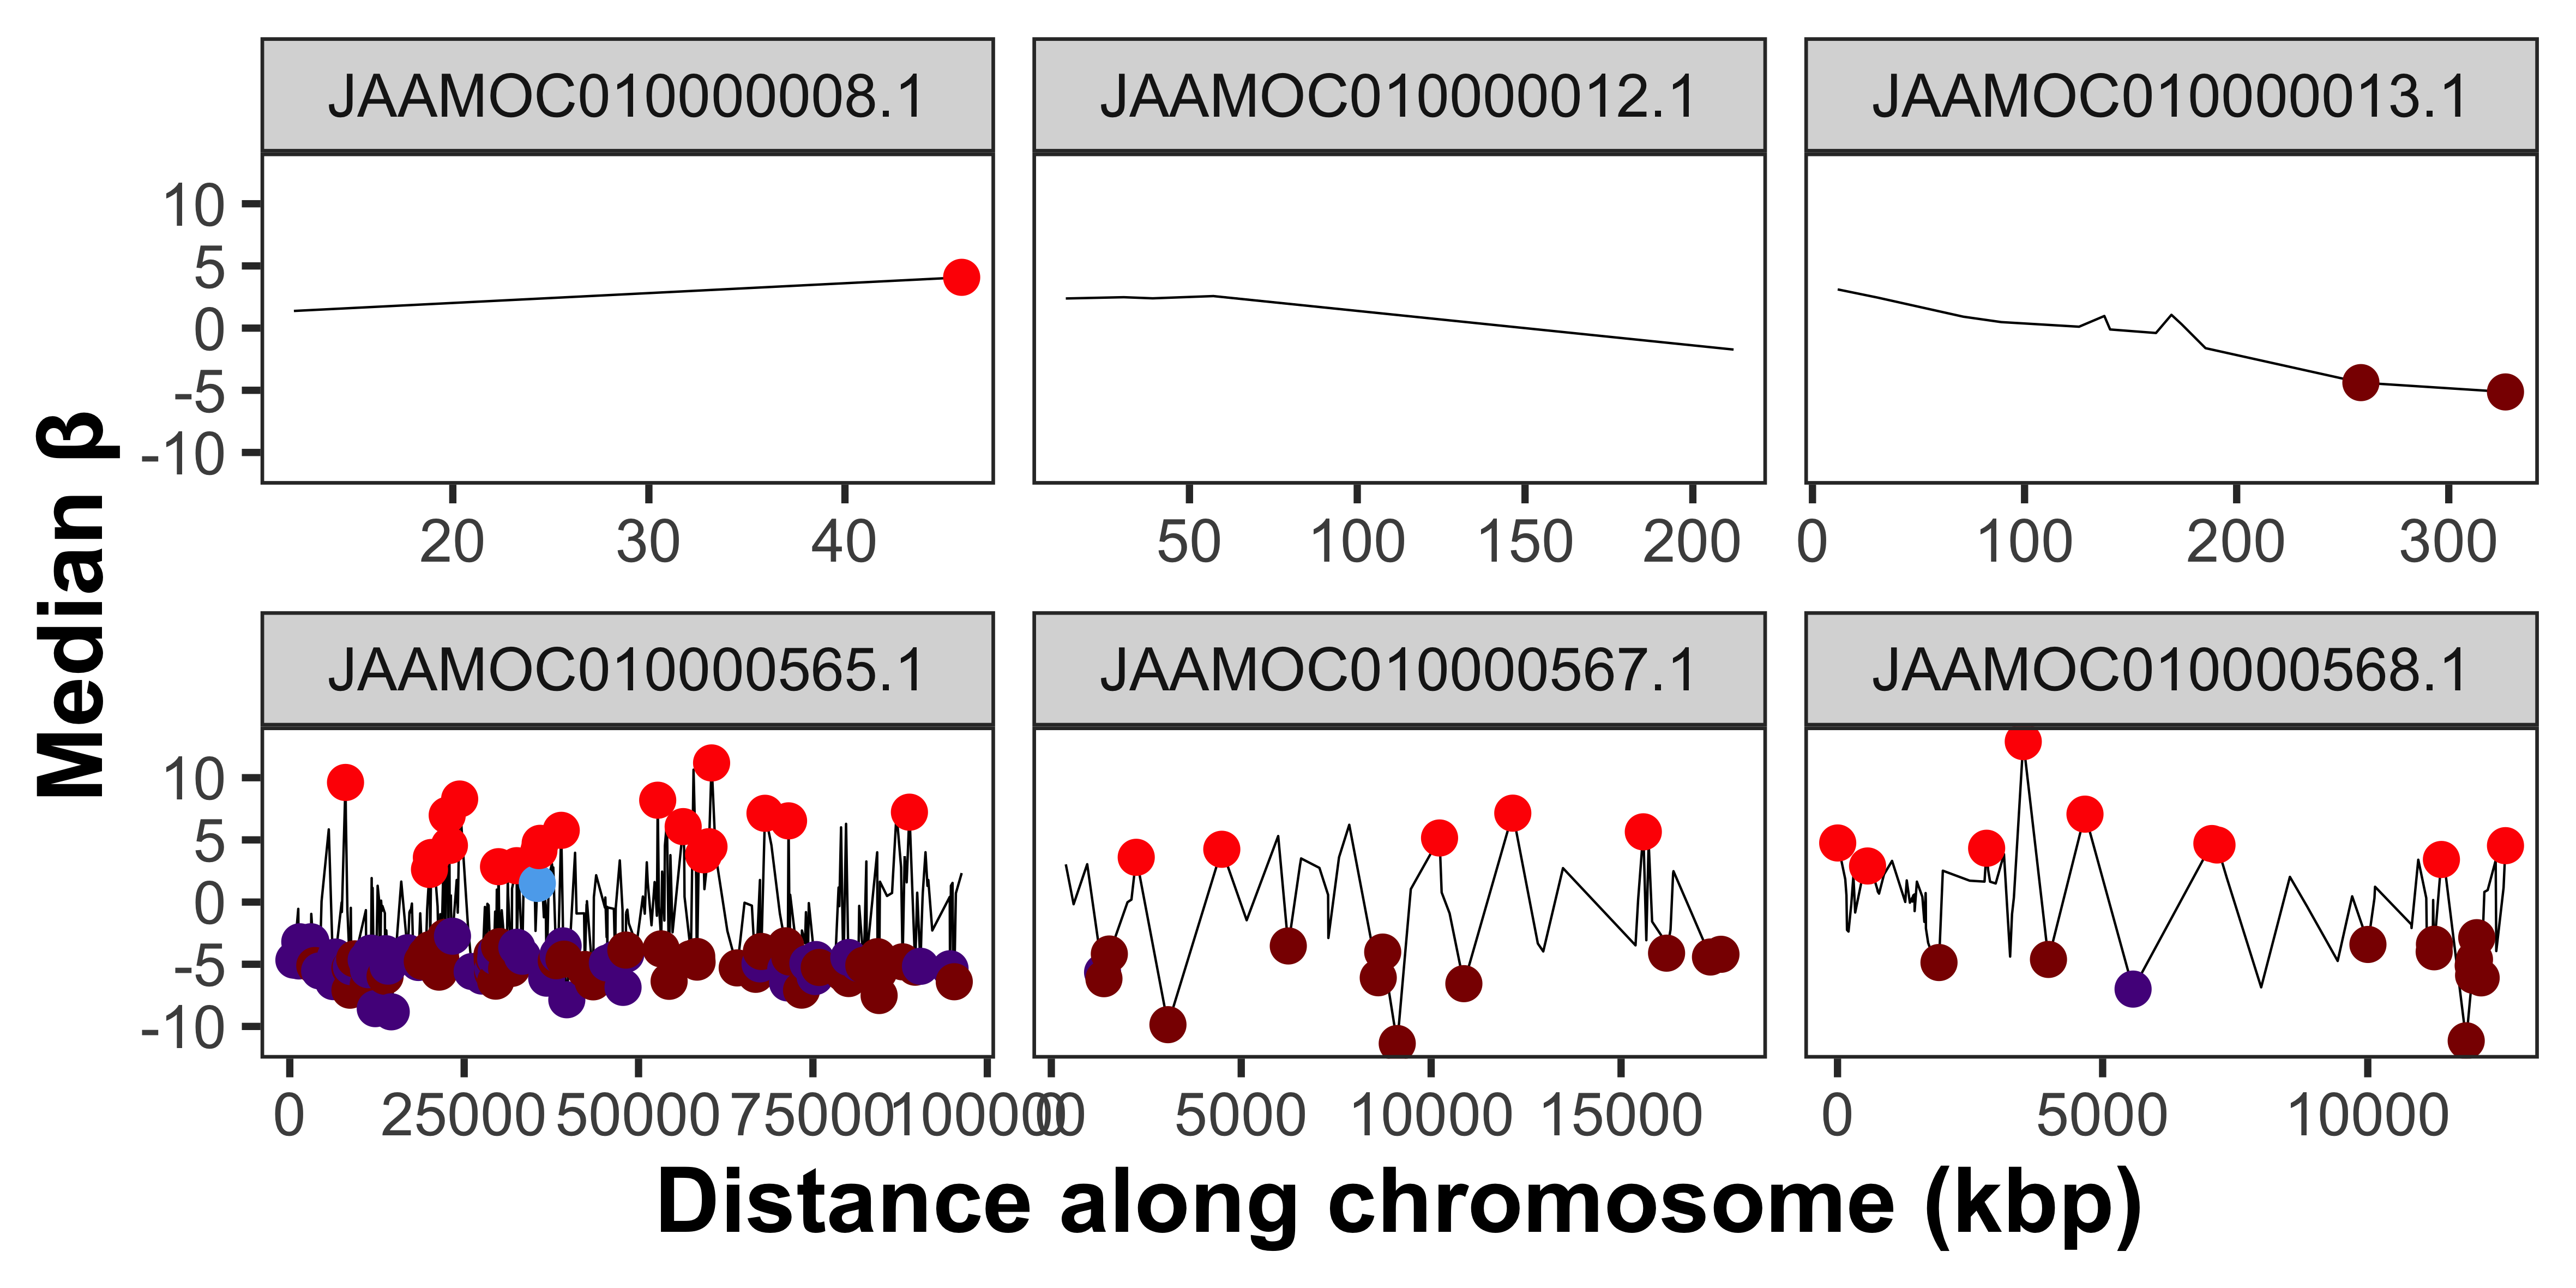 JAAMOC010000008.1 JAAMOC010000012.1 JAAMOC010000013.1
10
5
0
-5
-10
20 30 40 50 100 150 200 0 100 200 300
Median β
JAAMOC010000565.1 JAAMOC010000567.1 JAAMOC010000568.1
10
5
0
-5
-10
0 25000 50000 75000 100000 0 5000 10000 15000 0 5000 10000
Distance along chromosome (kbp)